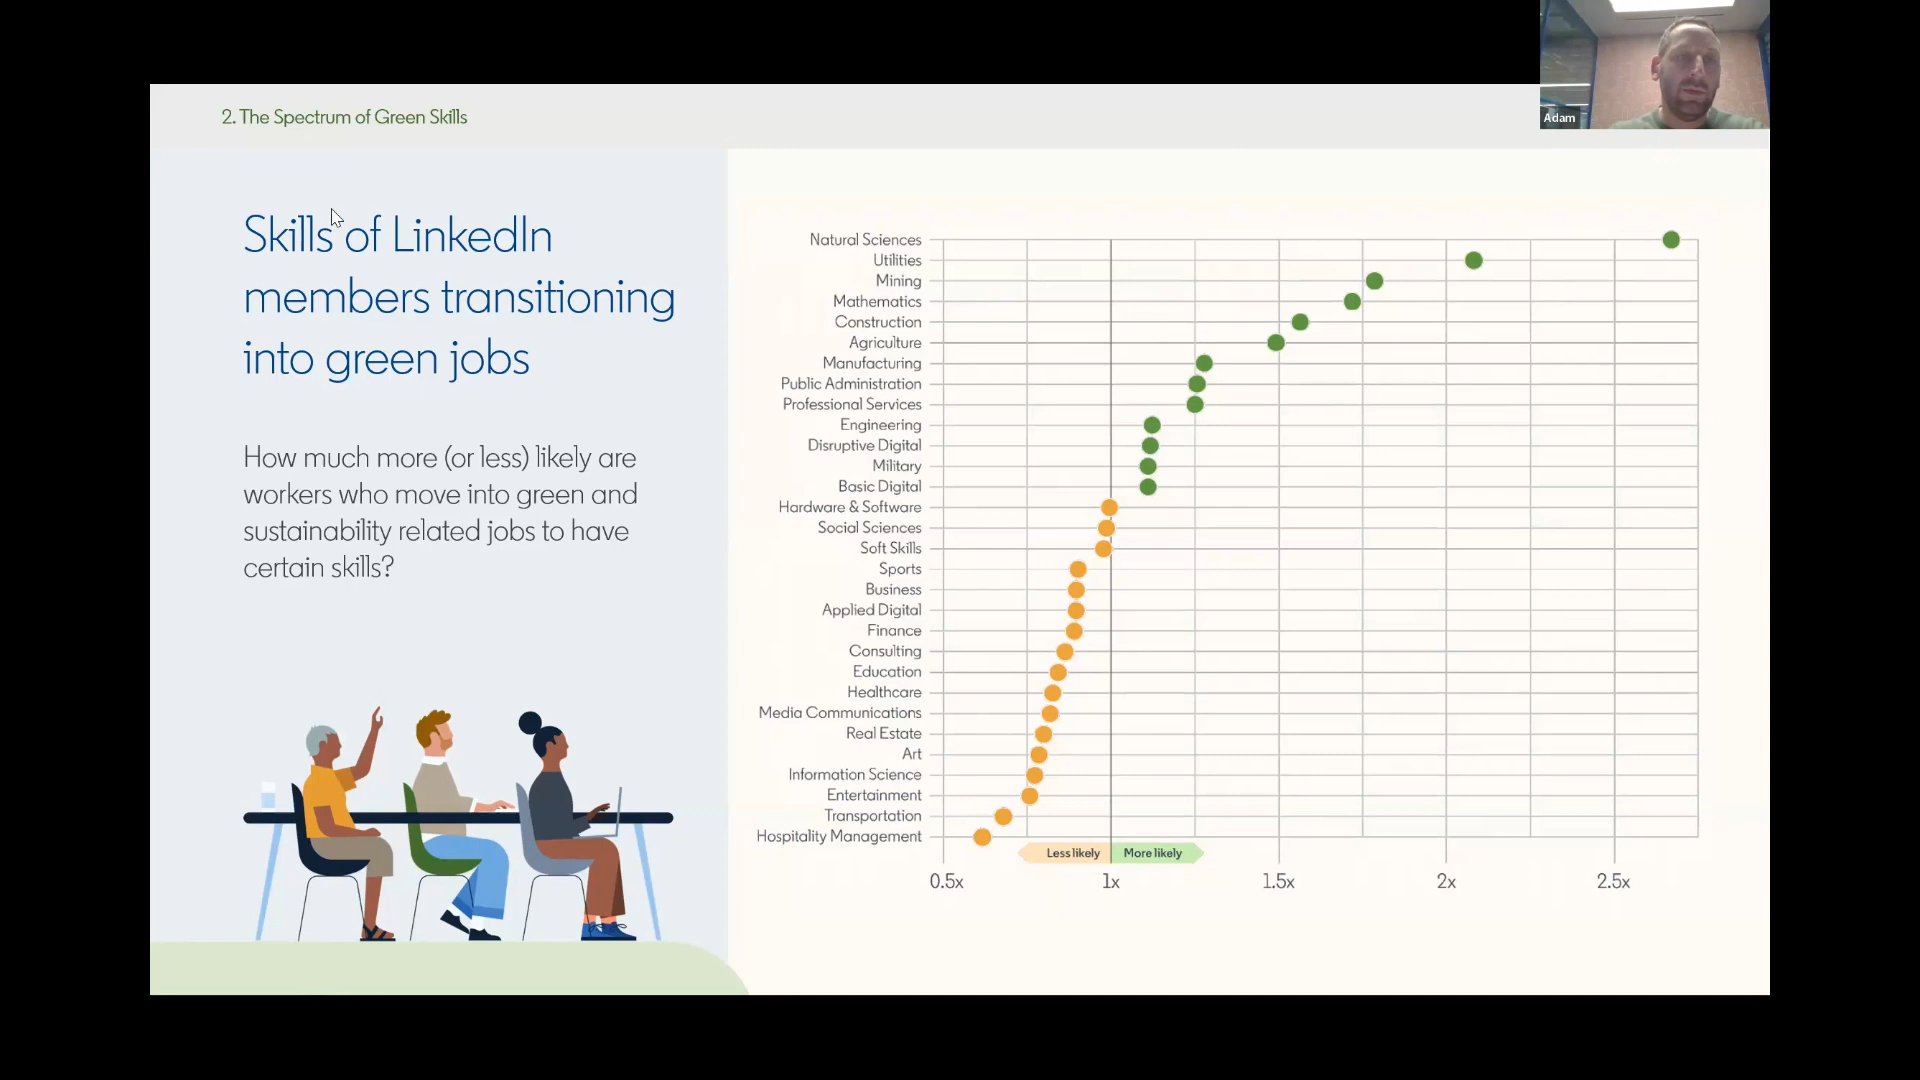 Adam
2. The Spectrum of Green Skills
Skills of LinkedIn
members transitioning
into green jobs
How much more (or less) likely are
workers who move into green and
sustainability related jobs to have
certain skills?
Natural Sciences
Utilities
Mining
Mathematics
Construction
Agriculture
Manufacturing
Public Administration
Professional Services
Engineering
Disruptive Digital
Military
Basic Digital
Hardware & Software
Social Sciences
Soft Skills
Sports
Business
Applied Digital
Finance
Consulting
Education
Healthcare
Media Communications
Real Estate
Art
Information Science
Entertainment
Transportation
Hospitality Management
Less likely More likely
0.5x 1x 1.5x 2x 2.5x